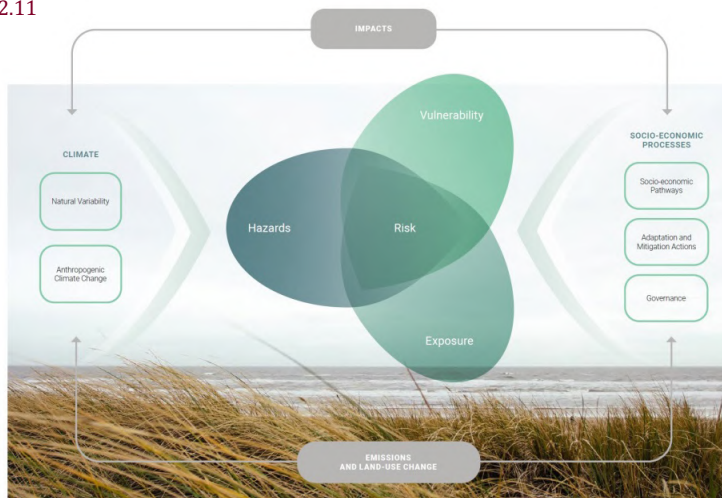 2.11
IMPACTS
CLIMATE
Natural Variability
Anthropogenic
Climate Change
Vulnerability
Hazards
Risk
Exposure
SOCIO-ECONOMIC
PROCESSES
Socio-economic
Pathways
Adaptation and
Mitigation Actions
Governance
EMISSIONS
AND LAND-USE CHANGE